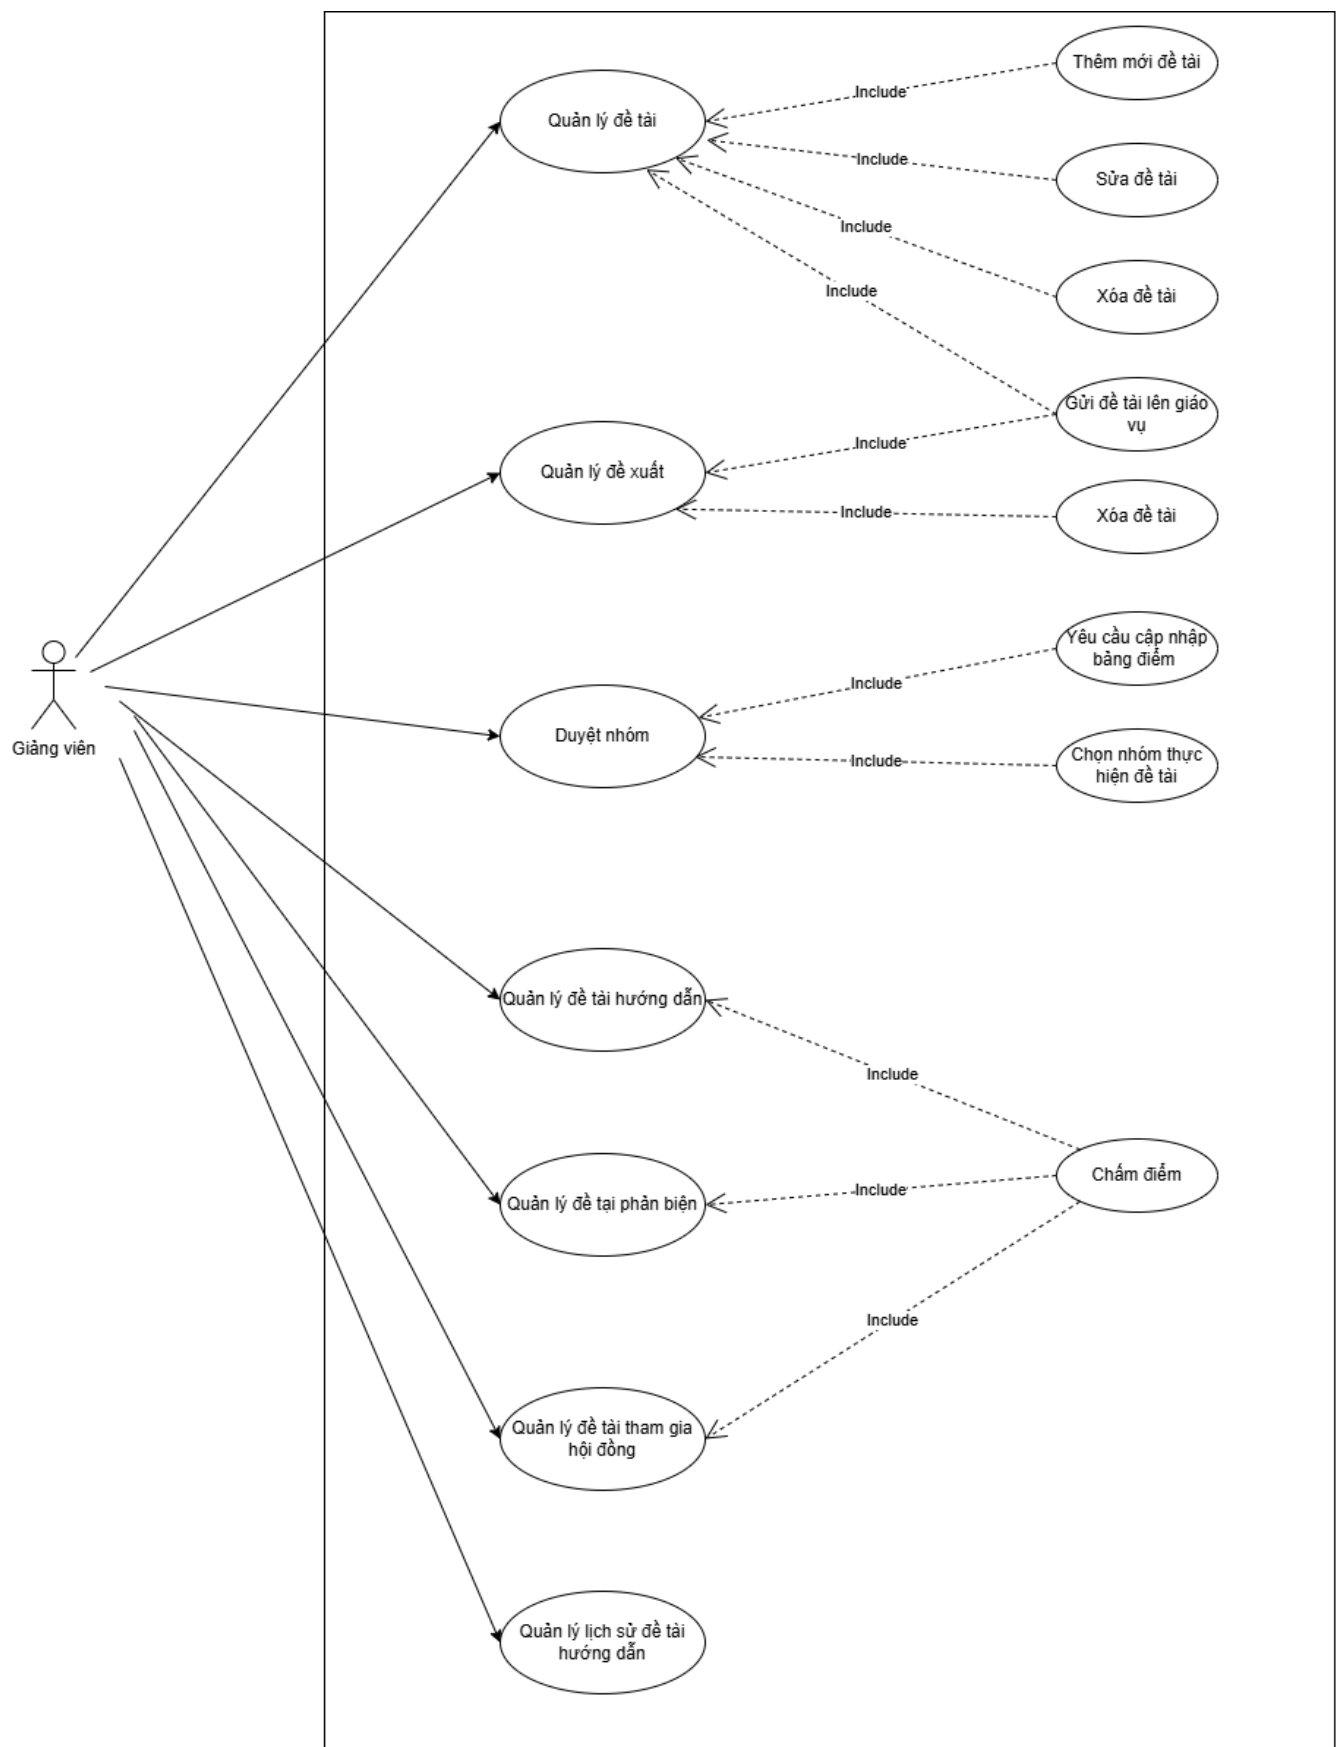 Thêm mới đề tài
Include
Quản lý đề tài
Include
Sửa đề tài
Include
Xóa đề tài
Include
Gửi đề tài lên giáo
vụ
Include
Quản lý đề xuất
Include
Xóa đề tài
Yêu cầu cập nhập
bảng điểm
Include
Duyệt nhóm
Chọn nhóm thực
hiện đề tài
Include
Giảng viên
Quản lý đề tài hướng dẫn
Include
Chấm điểm
Include
Quản lý đề tại phản biện
Include
Quản lý đề tài tham gia
hội đồng
Quản lý lịch sử đề tài
hướng dẫn